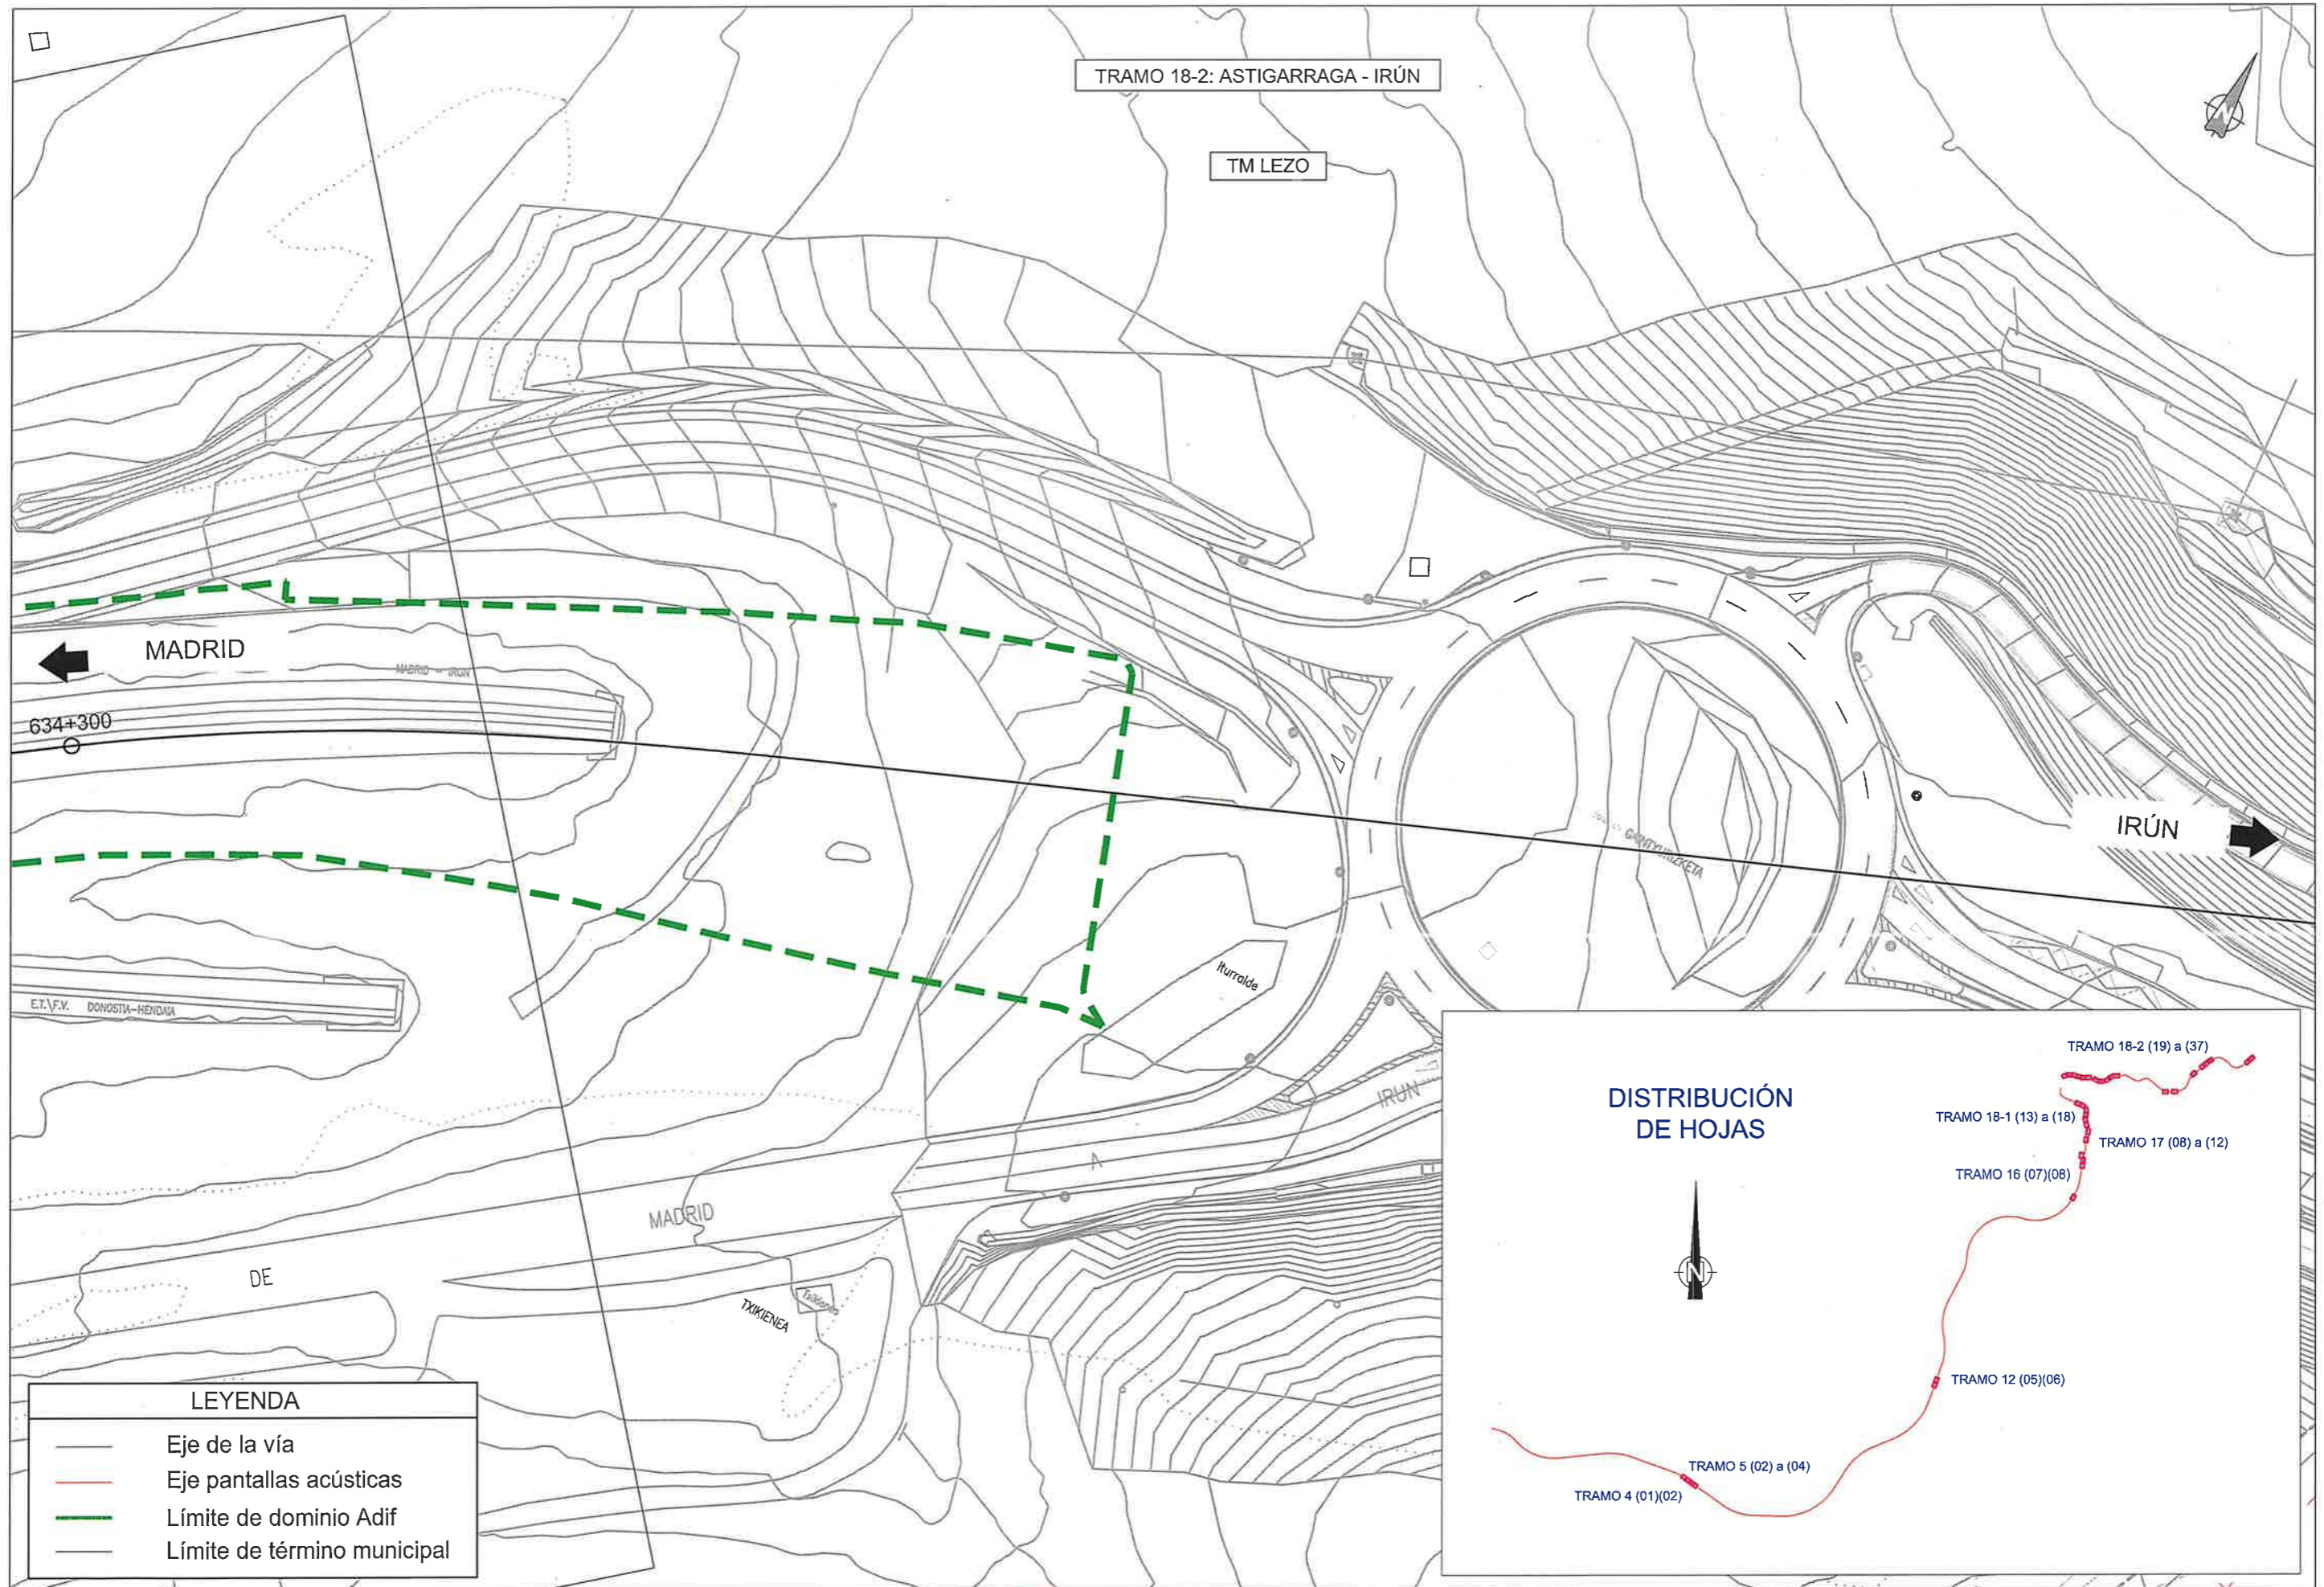 TRAMO 18-2: ASTIGARRAGA - IRÚN
TM LEZO
MADRID
MADRID - IRUN
634+300
GAINTXURIZKETA
IRÚN
Iturralde
E.T.\F.V. DONOSTIA-HENDAIA
IRUN
A
MADRID
DE
TXIKIENEA
LEYENDA
Eje de la vía
Eje pantallas acústicas
Límite de dominio Adif
Límite de término municipal
DISTRIBUCIÓN
DE HOJAS
N
TRAMO 18-2 (19) a (37)
TRAMO 18-1 (13) a (18)
TRAMO 17 (08) a (12)
TRAMO 16 (07)(08)
TRAMO 12 (05)(06)
TRAMO 5 (02) a (04)
TRAMO 4 (01)(02)